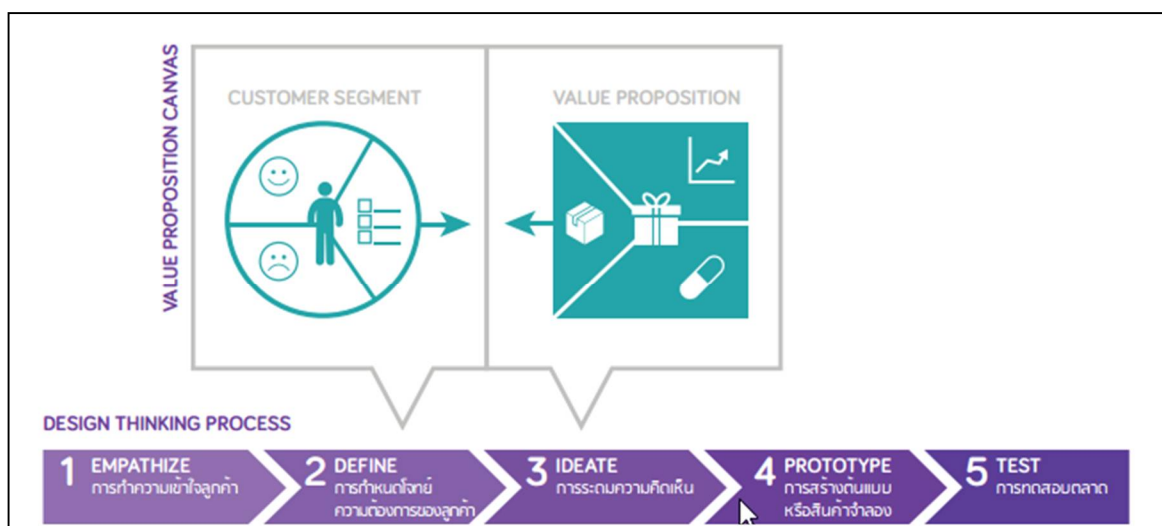 VALUE PROPOSITION CANVAS
CUSTOMER SEGMENT
VALUE PROPOSITION
DESIGN THINKING PROCESS
1 EMPATHIZE
การทำความเข้าใจลูกค้า
2 DEFINE
การกำหนดโจทย์
ความต้องการของลูกค้า
3 IDEATE
การระดมความคิดเห็น
4 PROTOTYPE
การสร้างต้นแบบ
หรือสินค้าจำลอง
5 TEST
การทดสอบตลาด